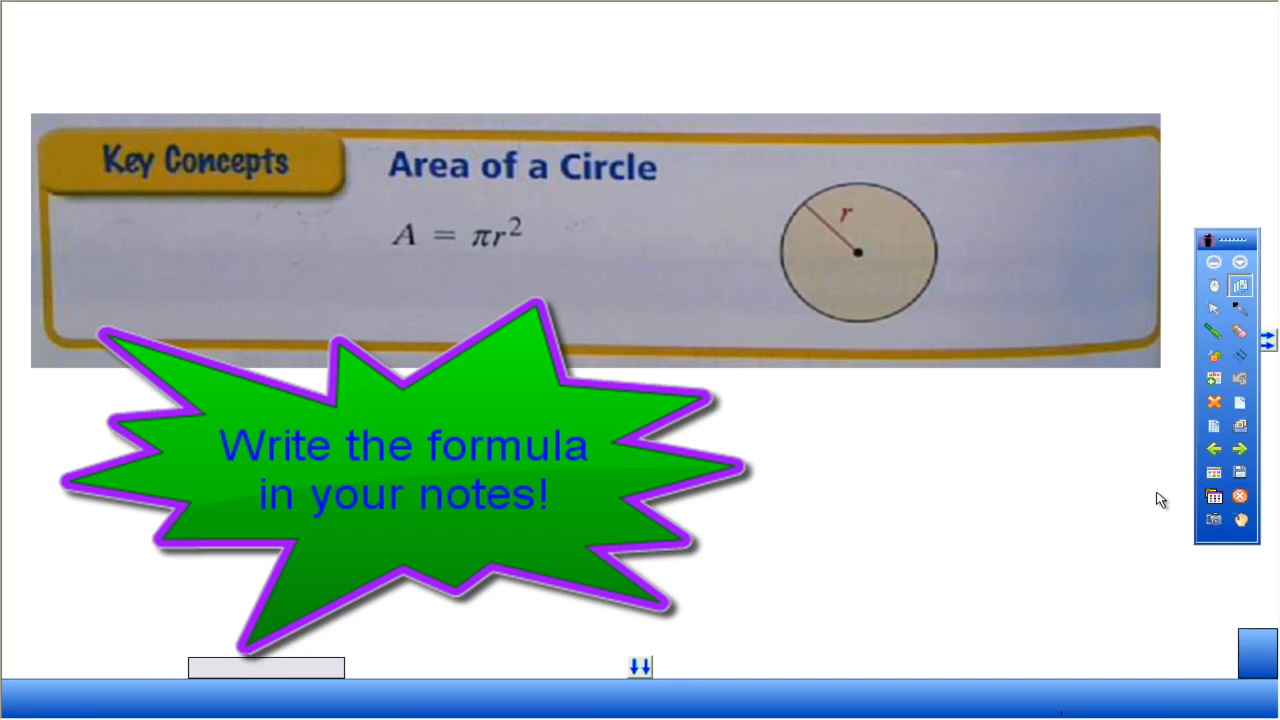 Key Concepts
Area of a Circle
A = πr²
r
Write the formula
in your notes!